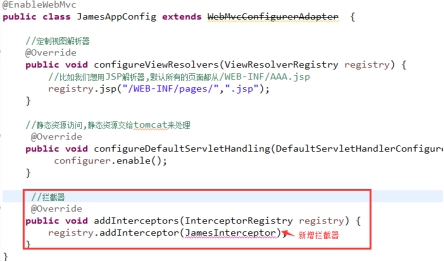 @EnableWebMvc
public class JamesAppConfig extends WebMvcConfigurerAdapter {
//定制视图解析器
@Override
public void configureViewResolvers(ViewResolverRegistry registry) {
//比如我们想用JSP解析器,默认所有的页面都从/WEB-INF/AAA.jsp
registry.jsp("/WEB-INF/pages/",".jsp");
}
//静态资源访问,静态资源交给tomcat来处理
@Override
public void configureDefaultServletHandling(DefaultServletHandlerConfigure
configurer.enable();
}
//拦截器
@Override
public void addInterceptors(InterceptorRegistry registry) {
registry.addInterceptor(JamesInterceptor) 新增拦截器
}
}